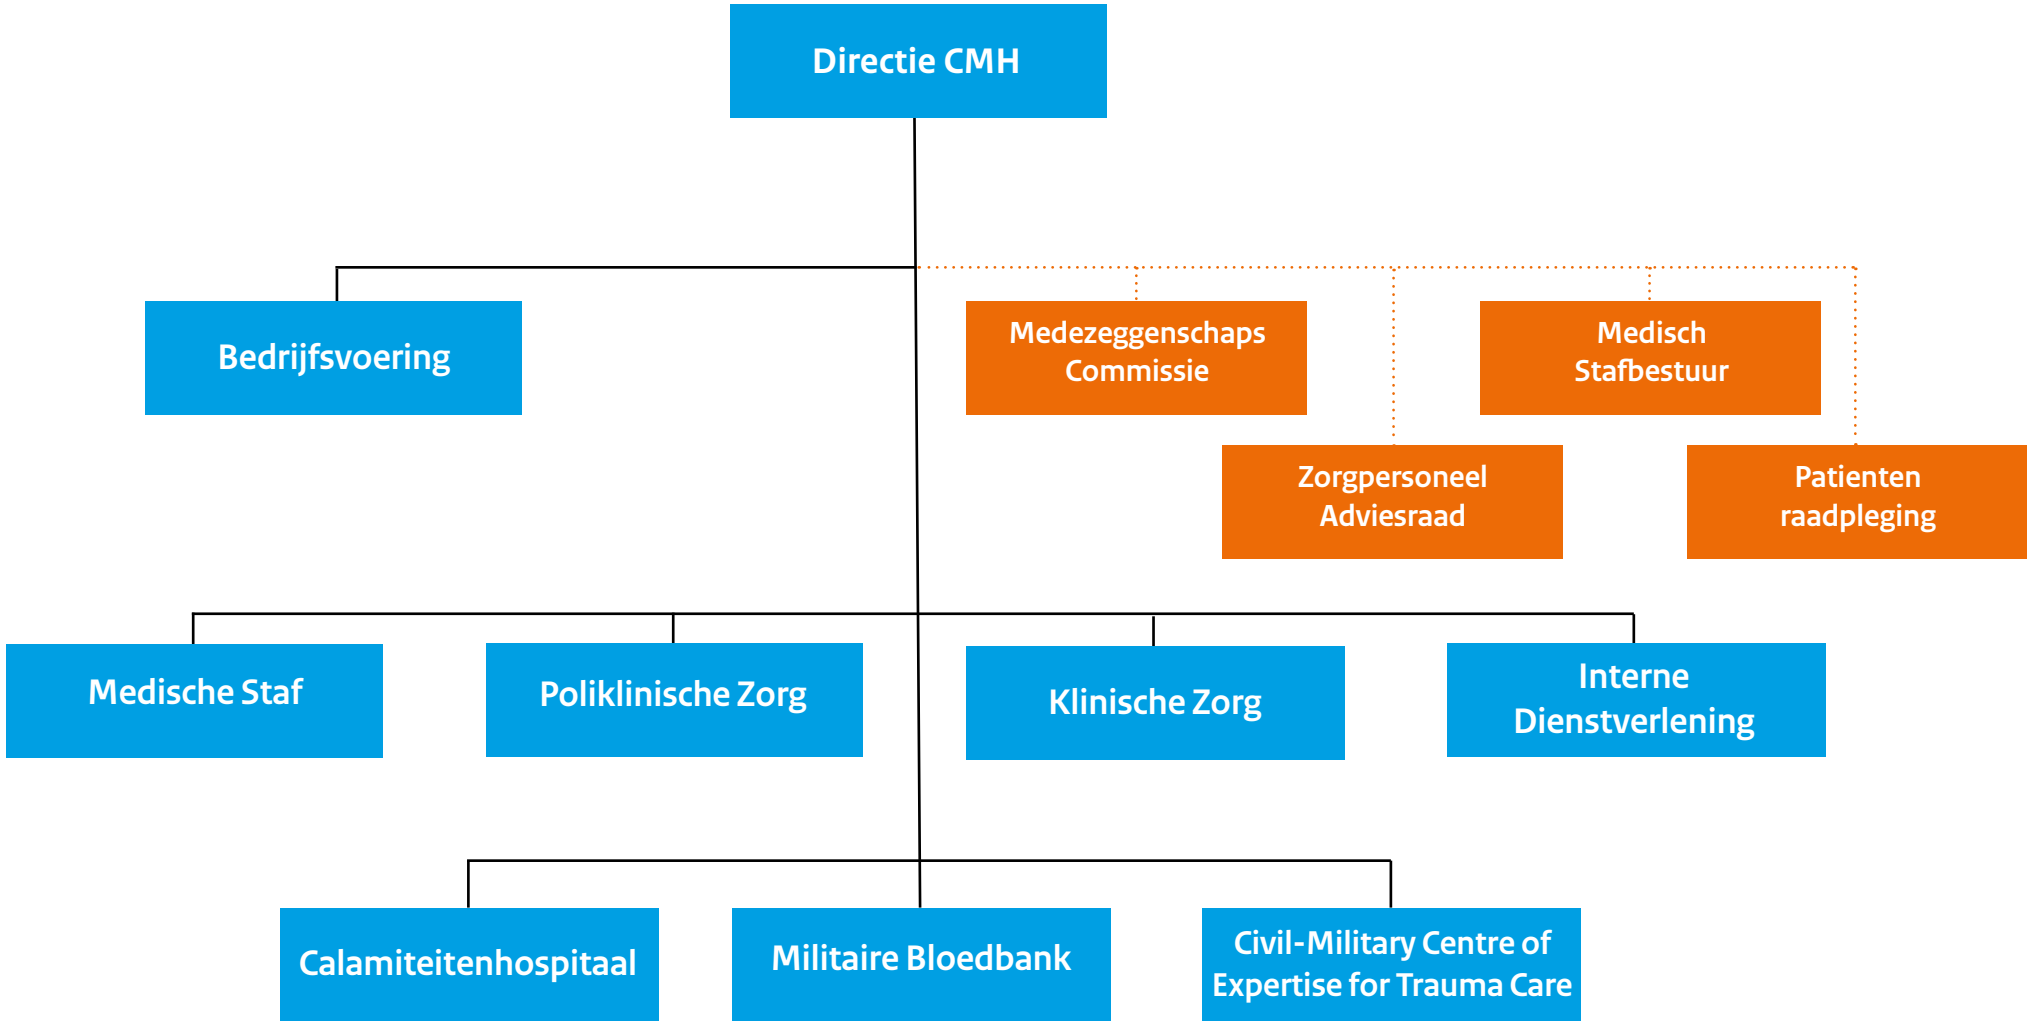 Directie CMH
Bedrijfsvoering
Medezeggenschaps
Commissie
Medisch
Stafbestuur
Zorgpersoneel
Adviesraad
Patienten
raadpleging
Medische Staf
Poliklinische Zorg
Klinische Zorg
Interne
Dienstverlening
Calamiteitenhospitaal
Militaire Bloedbank
Civil-Military Centre of
Expertise for Trauma Care